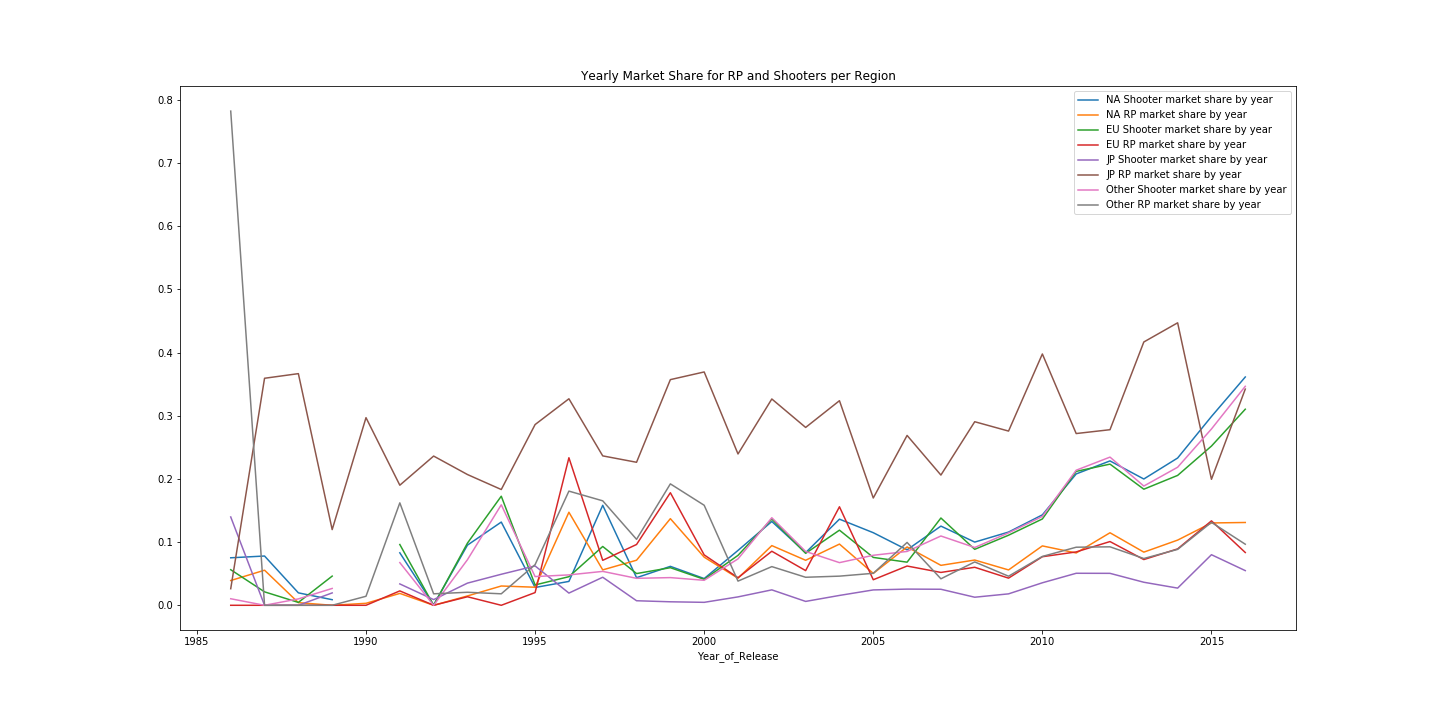 Yearly Market Share for RP and Shooters per Region
NA Shooter market share by year
NA RP market share by year
EU Shooter market share by year
EU RP market share by year
JP Shooter market share by year
JP RP market share by year
Other Shooter market share by year
Other RP market share by year
0.8
0.7
0.6
0.5
0.4
0.3
0.2
0.1
0.0
1985 1990 1995 2000 2005 2010 2015
Year_of_Release